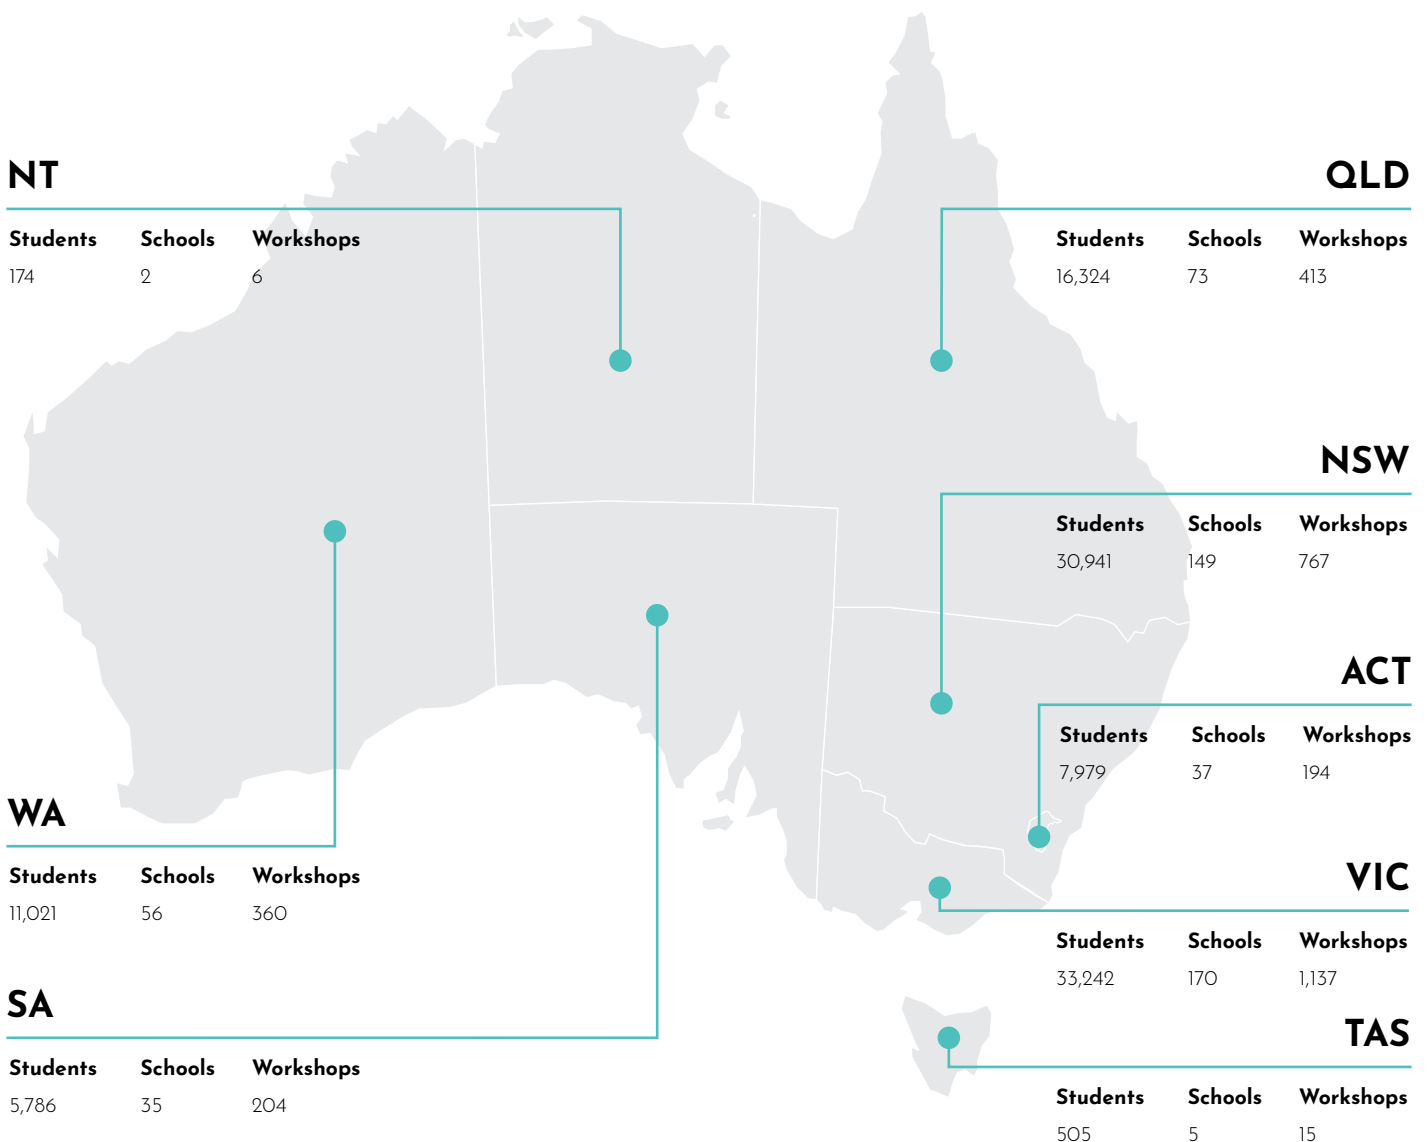 NT
Students Schools Workshops
174 2 6
QLD
Students Schools Workshops
16,324 73 413
NSW
Students Schools Workshops
30,941 149 767
ACT
Students Schools Workshops
7,979 37 194
WA
Students Schools Workshops
11,021 56 360
VIC
Students Schools Workshops
33,242 170 1,137
SA
Students Schools Workshops
5,786 35 204
TAS
Students Schools Workshops
505 5 15